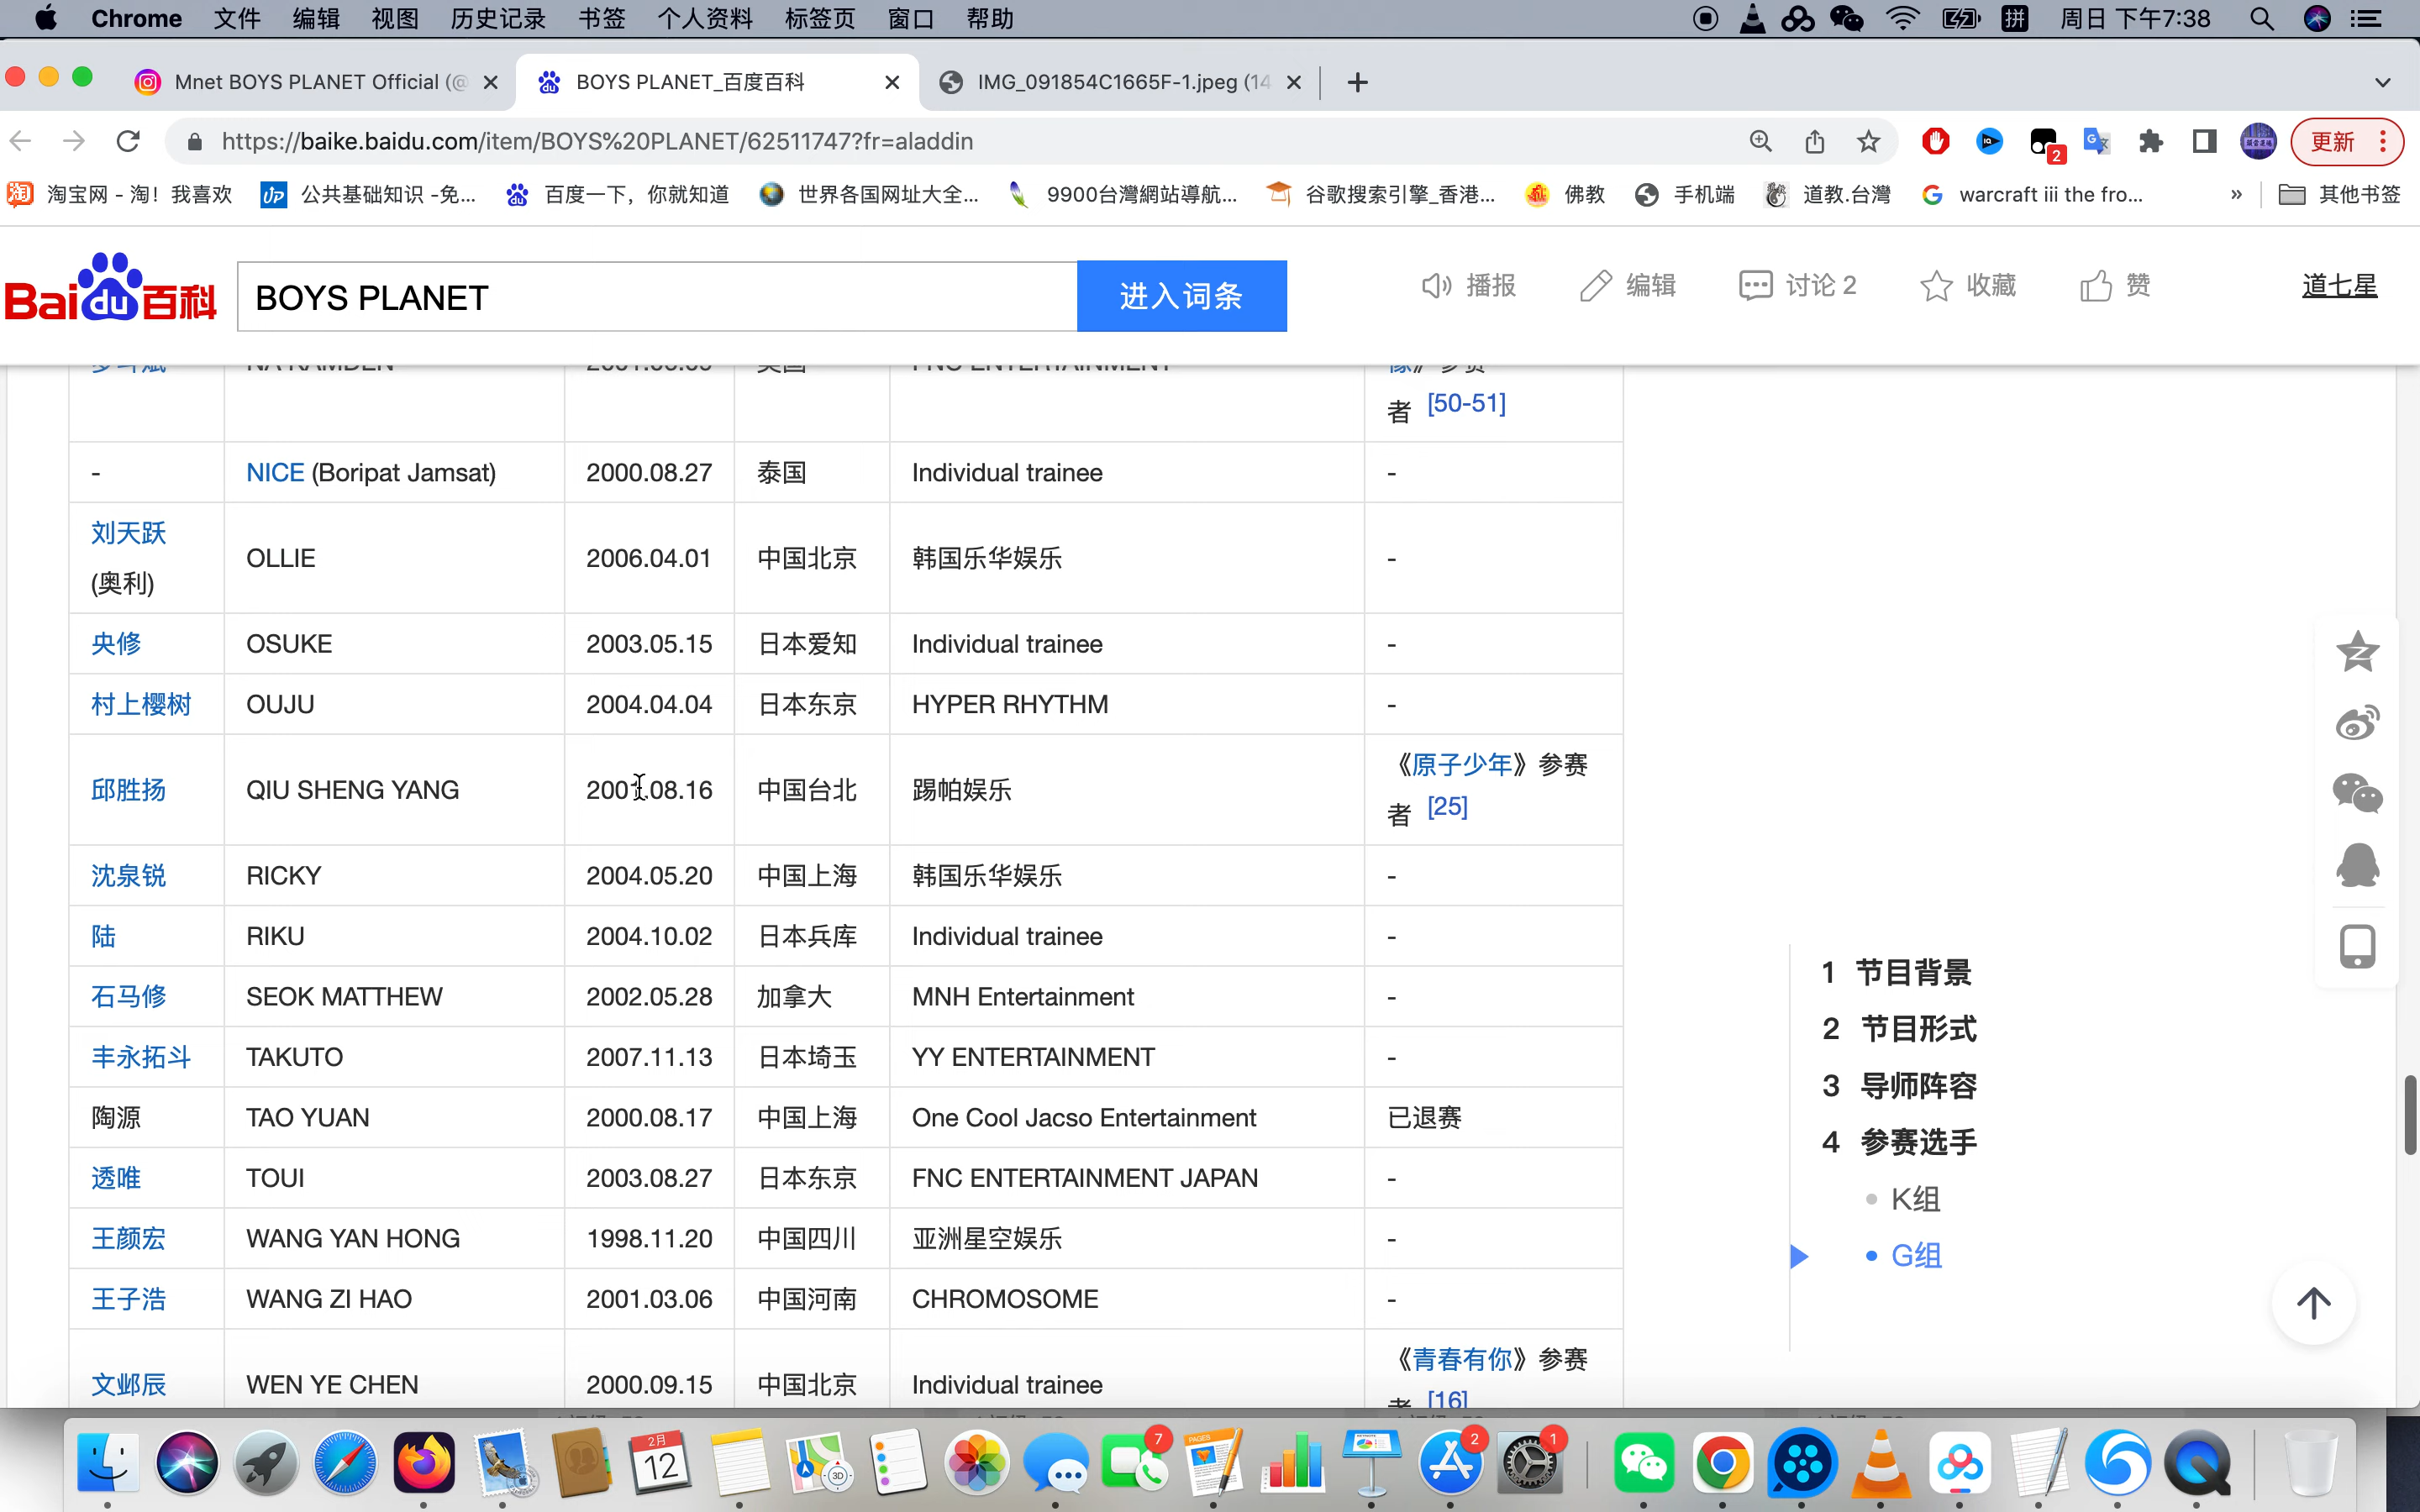 Chrome 文件 编辑 视图 历史记录 书签 个人资料 标签页 窗口 帮助 拼 周日 下午7:38
Mnet BOYS PLANET Official (@ BOYS PLANET_百度百科 IMG_091854C1665F-1.jpeg (14
https://baike.baidu.com/item/BOYS%20PLANET/62511747?fr=aladdin 2 更新
淘宝网 - 淘！我喜欢 公共基础知识 -免... 百度一下，你就知道 世界各国网址大全... 9900台灣網站導航... 谷歌搜索引擎_香港... 佛教 手机端 道教.台灣 warcraft iii the fro... » 其他书签
Bai du 百科 BOYS PLANET 进入词条 播报 编辑 讨论 2 收藏 赞 道七星
者 [50-51]
- NICE (Boripat Jamsat) 2000.08.27 泰国 Individual trainee -
刘天跃
(奥利) OLLIE 2006.04.01 中国北京 韩国乐华娱乐 -
央修 OSUKE 2003.05.15 日本爱知 Individual trainee -
村上樱树 OUJU 2004.04.04 日本东京 HYPER RHYTHM -
邱胜扬 QIU SHENG YANG 2001.08.16 中国台北 踢帕娱乐 《原子少年》参赛
者 [25]
沈泉锐 RICKY 2004.05.20 中国上海 韩国乐华娱乐 -
陆 RIKU 2004.10.02 日本兵库 Individual trainee -
石马修 SEOK MATTHEW 2002.05.28 加拿大 MNH Entertainment -
丰永拓斗 TAKUTO 2007.11.13 日本埼玉 YY ENTERTAINMENT -
陶源 TAO YUAN 2000.08.17 中国上海 One Cool Jacso Entertainment 已退赛
透唯 TOUI 2003.08.27 日本东京 FNC ENTERTAINMENT JAPAN -
王颜宏 WANG YAN HONG 1998.11.20 中国四川 亚洲星空娱乐 -
王子浩 WANG ZI HAO 2001.03.06 中国河南 CHROMOSOME -
文邺辰 WEN YE CHEN 2000.09.15 中国北京 Individual trainee 《青春有你》参赛
[16]
1 节目背景
2 节目形式
3 导师阵容
4 参赛选手
K组
G组
2月
12
3D
7
PAGES
2
1